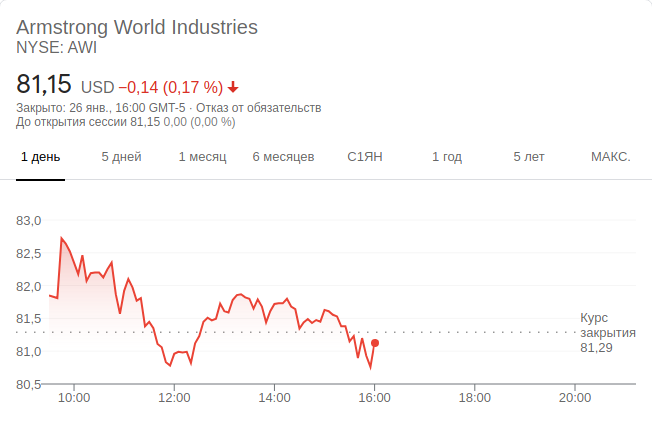 Armstrong World Industries
NYSE: AWI
81,15 USD −0,14 (0,17 %)
Закрыто: 26 янв., 16:00 GMT-5 · Отказ от обязательств
До открытия сессии 81,15 0,00 (0,00 %)
1 день 5 дней 1 месяц 6 месяцев С1ЯН 1 год 5 лет МАКС.
83,0
82,5
82,0
81,5
81,0
80,5
Курс
закрытия
81,29
10:00 12:00 14:00 16:00 18:00 20:00